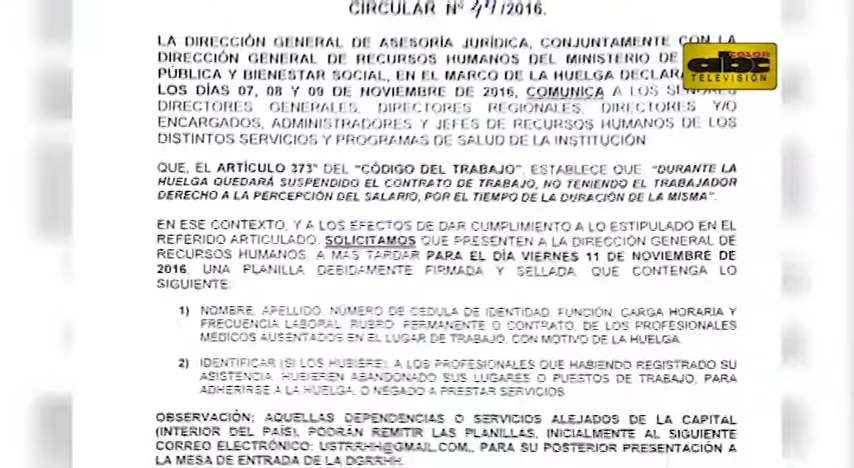 CIRCULAR N° 47/2016.
LA DIRECCIÓN GENERAL DE ASESORÍA JURÍDICA, CONJUNTAMENTE CON LA
DIRECCIÓN GENERAL DE RECURSOS HUMANOS DEL MINISTERIO DE
PÚBLICA Y BIENESTAR SOCIAL, EN EL MARCO DE LA HUELGA DECLARA
LOS DÍAS 07, 08 Y 09 DE NOVIEMBRE DE 2016, COMUNICA A LOS SEÑORES
DIRECTORES GENERALES, DIRECTORES REGIONALES, DIRECTORES Y/O
ENCARGADOS, ADMINISTRADORES Y JEFES DE RECURSOS HUMANOS DE LOS
DISTINTOS SERVICIOS Y PROGRAMAS DE SALUD DE LA INSTITUCIÓN
COLOR
abc
TELEVISIÓN
QUE, EL ARTÍCULO 373° DEL "CÓDIGO DEL TRABAJO", ESTABLECE QUE "DURANTE LA
HUELGA QUEDARÁ SUSPENDIDO EL CONTRATO DE TRABAJO, NO TENIENDO EL TRABAJADOR
DERECHO A LA PERCEPCIÓN DEL SALARIO, POR EL TIEMPO DE LA DURACIÓN DE LA MISMA".
EN ESE CONTEXTO, Y A LOS EFECTOS DE DAR CUMPLIMIENTO A LO ESTIPULADO EN EL
REFERIDO ARTICULADO, SOLICITAMOS QUE PRESENTEN A LA DIRECCIÓN GENERAL DE
RECURSOS HUMANOS, A MAS TARDAR PARA EL DÍA VIERNES 11 DE NOVIEMBRE DE
2016, UNA PLANILLA DEBIDAMENTE FIRMADA Y SELLADA, QUE CONTENGA LO
SIGUIENTE:
1) NOMBRE, APELLIDO, NÚMERO DE CEDULA DE IDENTIDAD, FUNCIÓN, CARGA HORARIA Y
FRECUENCIA LABORAL, RUBRO, PERMANENTE O CONTRATO, DE LOS PROFESIONALES
MÉDICOS AUSENTADOS EN EL LUGAR DE TRABAJO, CON MOTIVO DE LA HUELGA.
2) IDENTIFICAR (SI LOS HUBIERE), A LOS PROFESIONALES QUE HABIENDO REGISTRADO SU
ASISTENCIA, HUBIEREN ABANDONADO SUS LUGARES O PUESTOS DE TRABAJO, PARA
ADHERIRSE A LA HUELGA, O NEGADO A PRESTAR SERVICIOS
OBSERVACIÓN: AQUELLAS DEPENDENCIAS O SERVICIOS ALEJADOS DE LA CAPITAL
(INTERIOR DEL PAÍS), PODRÁN REMITIR LAS PLANILLAS, INICIALMENTE AL SIGUIENTE
CORREO ELECTRÓNICO: USTRRHH@GMAIL.COM., PARA SU POSTERIOR PRESENTACIÓN A
LA MESA DE ENTRADA DE LA DGRRHH.